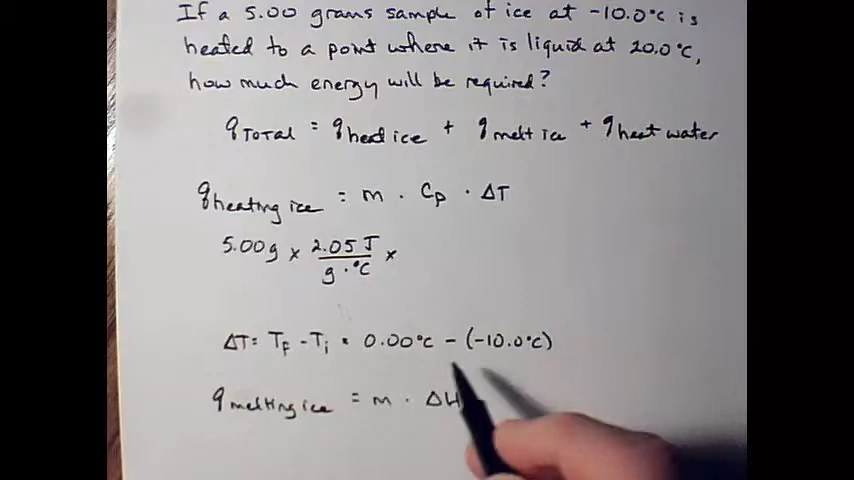 If a 5.00 grams sample of ice at -10.0°C is
heated to a point where it is liquid at 20.0°C,
how much energy will be required?
qTOTAL = qheat ice + qmelt ice + qheat water
qheating ice = m · Cp · ΔT
5.00g x 2.05 J / g·°C x
ΔT = TF - Ti = 0.00°C - (-10.0°C)
qmelting ice = m · ΔH